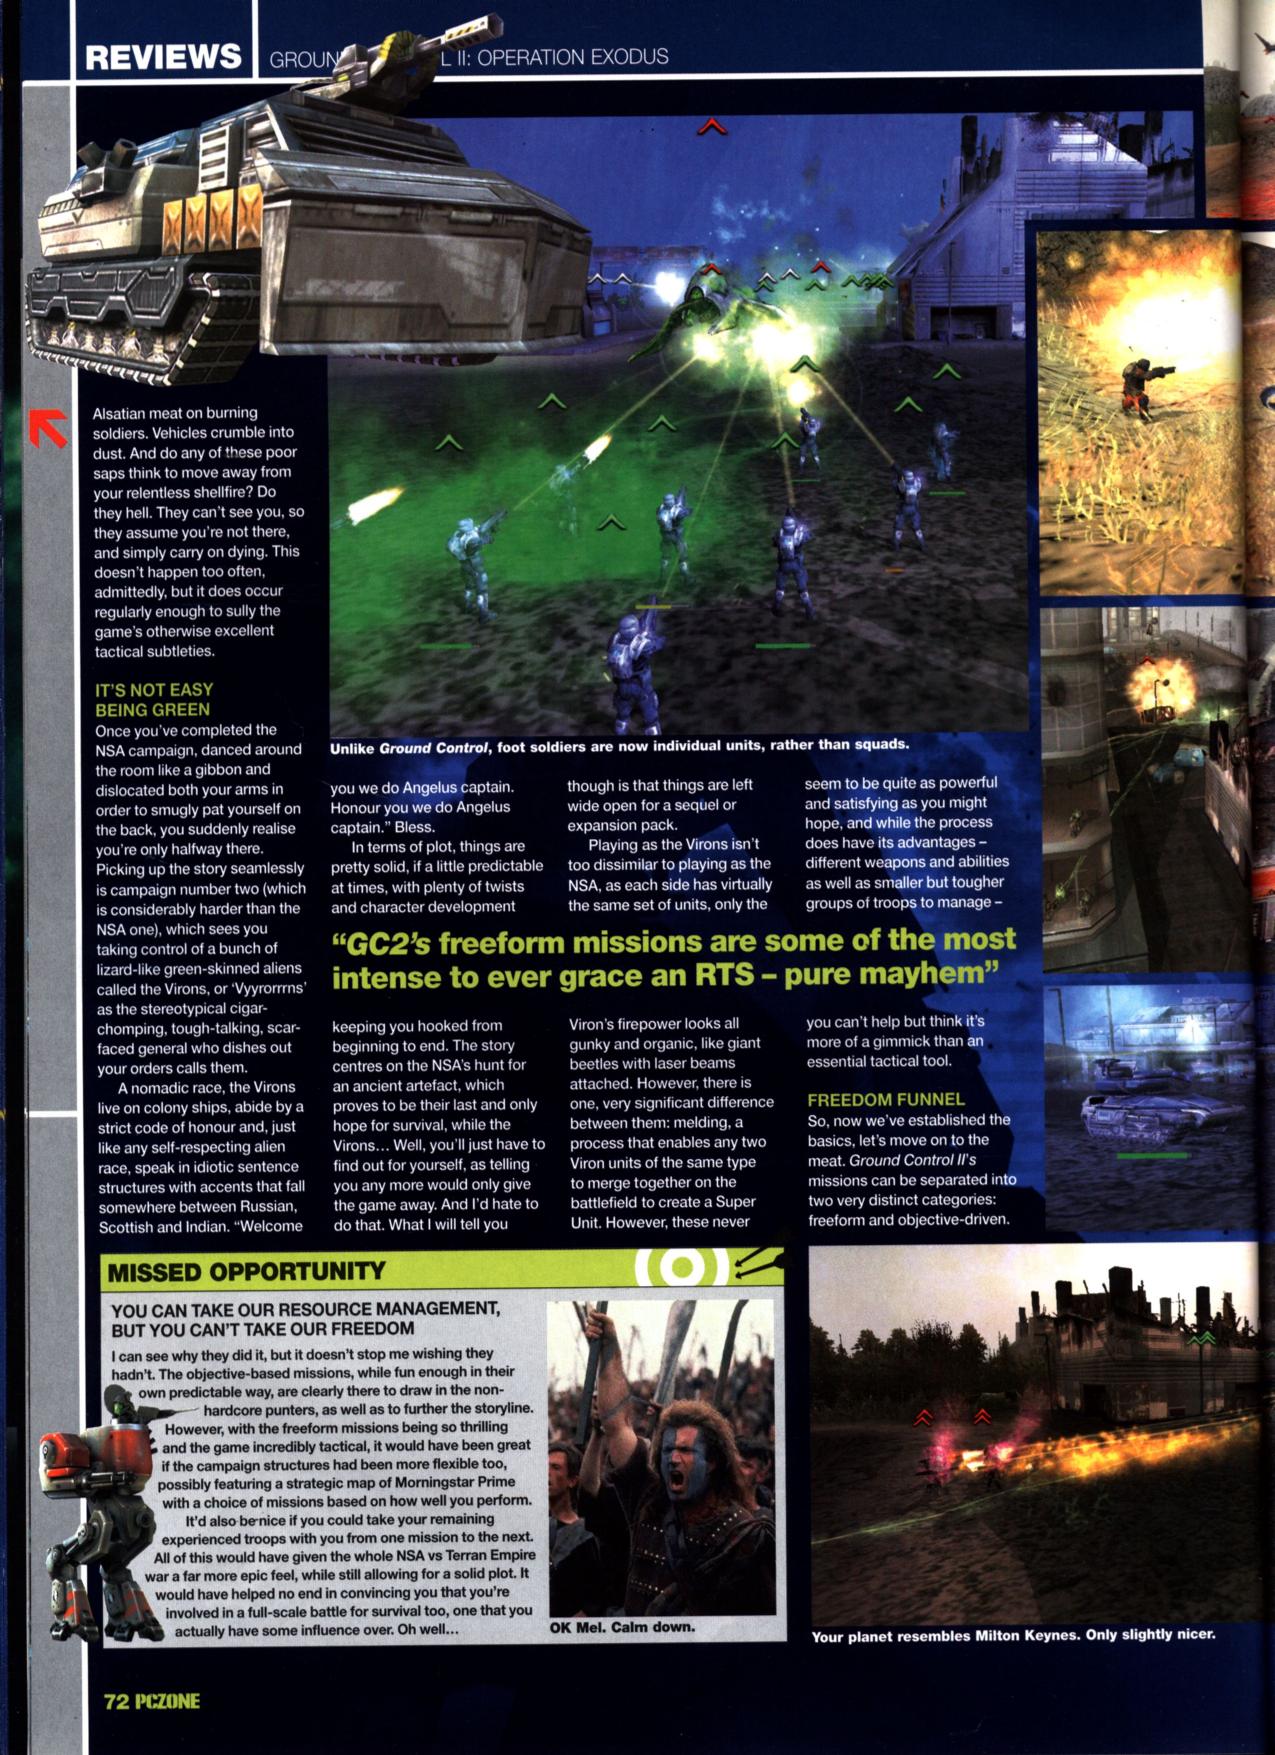 REVIEWS
GROUN L II: OPERATION EXODUS
Alsatian meat on burning
soldiers. Vehicles crumble into
dust. And do any of these poor
saps think to move away from
your relentless shellfire? Do
they hell. They can't see you, so
they assume you're not there,
and simply carry on dying. This
doesn't happen too often,
admittedly, but it does occur
regularly enough to sully the
game's otherwise excellent
tactical subtleties.
IT'S NOT EASY
BEING GREEN
Once you've completed the
NSA campaign, danced around
the room like a gibbon and
dislocated both your arms in
order to smugly pat yourself on
the back, you suddenly realise
you're only halfway there.
Picking up the story seamlessly
is campaign number two (which
is considerably harder than the
NSA one), which sees you
taking control of a bunch of
lizard-like green-skinned aliens
called the Virons, or 'Vyyrorrrns'
as the stereotypical cigar-
chomping, tough-talking, scar-
faced general who dishes out
your orders calls them.
A nomadic race, the Virons
live on colony ships, abide by a
strict code of honour and, just
like any self-respecting alien
race, speak in idiotic sentence
structures with accents that fall
somewhere between Russian,
Scottish and Indian. "Welcome
Unlike Ground Control, foot soldiers are now individual units, rather than squads.
you we do Angelus captain.
Honour you we do Angelus
captain." Bless.
In terms of plot, things are
pretty solid, if a little predictable
at times, with plenty of twists
and character development
"GC2's freeform missions are some of the most
intense to ever grace an RTS – pure mayhem"
keeping you hooked from
beginning to end. The story
centres on the NSA's hunt for
an ancient artefact, which
proves to be their last and only
hope for survival, while the
Virons... Well, you'll just have to
find out for yourself, as telling
you any more would only give
the game away. And I'd hate to
do that. What I will tell you
though is that things are left
wide open for a sequel or
expansion pack.
Playing as the Virons isn't
too dissimilar to playing as the
NSA, as each side has virtually
the same set of units, only the
Viron's firepower looks all
gunky and organic, like giant
beetles with laser beams
attached. However, there is
one, very significant difference
between them: melding, a
process that enables any two
Viron units of the same type
to merge together on the
battlefield to create a Super
Unit. However, these never
seem to be quite as powerful
and satisfying as you might
hope, and while the process
does have its advantages –
different weapons and abilities
as well as smaller but tougher
groups of troops to manage –
you can't help but think it's
more of a gimmick than an
essential tactical tool.
FREEDOM FUNNEL
So, now we've established the
basics, let's move on to the
meat. Ground Control II's
missions can be separated into
two very distinct categories:
freeform and objective-driven.
MISSED OPPORTUNITY
YOU CAN TAKE OUR RESOURCE MANAGEMENT,
BUT YOU CAN'T TAKE OUR FREEDOM
I can see why they did it, but it doesn't stop me wishing they
hadn't. The objective-based missions, while fun enough in their
own predictable way, are clearly there to draw in the non-
hardcore punters, as well as to further the storyline.
However, with the freeform missions being so thrilling
and the game incredibly tactical, it would have been great
if the campaign structures had been more flexible too,
possibly featuring a strategic map of Morningstar Prime
with a choice of missions based on how well you perform.
It'd also be nice if you could take your remaining
experienced troops with you from one mission to the next.
All of this would have given the whole NSA vs Terran Empire
war a far more epic feel, while still allowing for a solid plot. It
would have helped no end in convincing you that you're
involved in a full-scale battle for survival too, one that you
actually have some influence over. Oh well...
OK Mel. Calm down.
Your planet resembles Milton Keynes. Only slightly nicer.
72 PCZONE